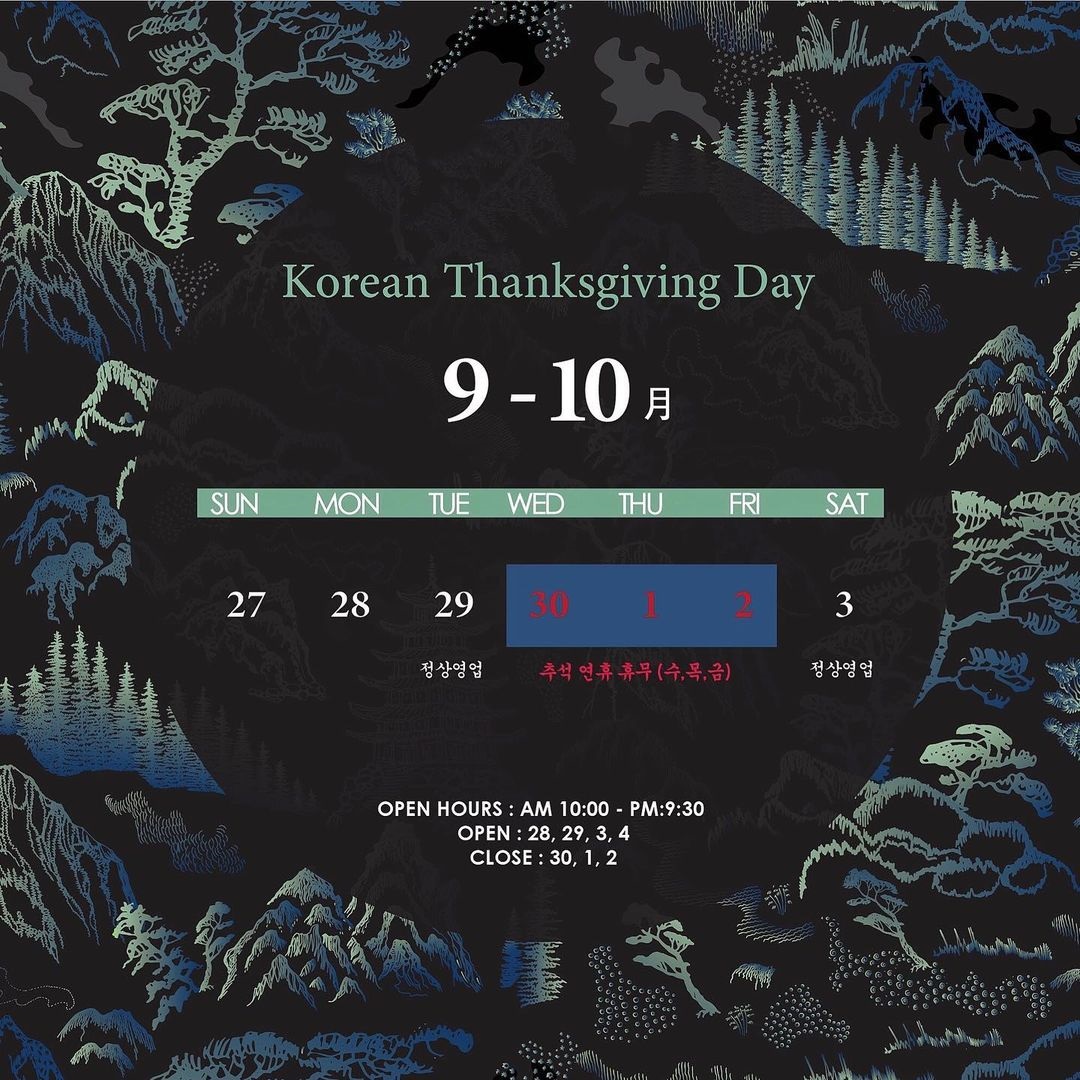 Korean Thanksgiving Day
9 - 10 月
SUN MON TUE WED THU FRI SAT
27 28 29 30 1 2 3
정상영업 추석 연휴 휴무 (수,목,금) 정상영업
OPEN HOURS : AM 10:00 - PM:9:30
OPEN : 28, 29, 3, 4
CLOSE : 30, 1, 2